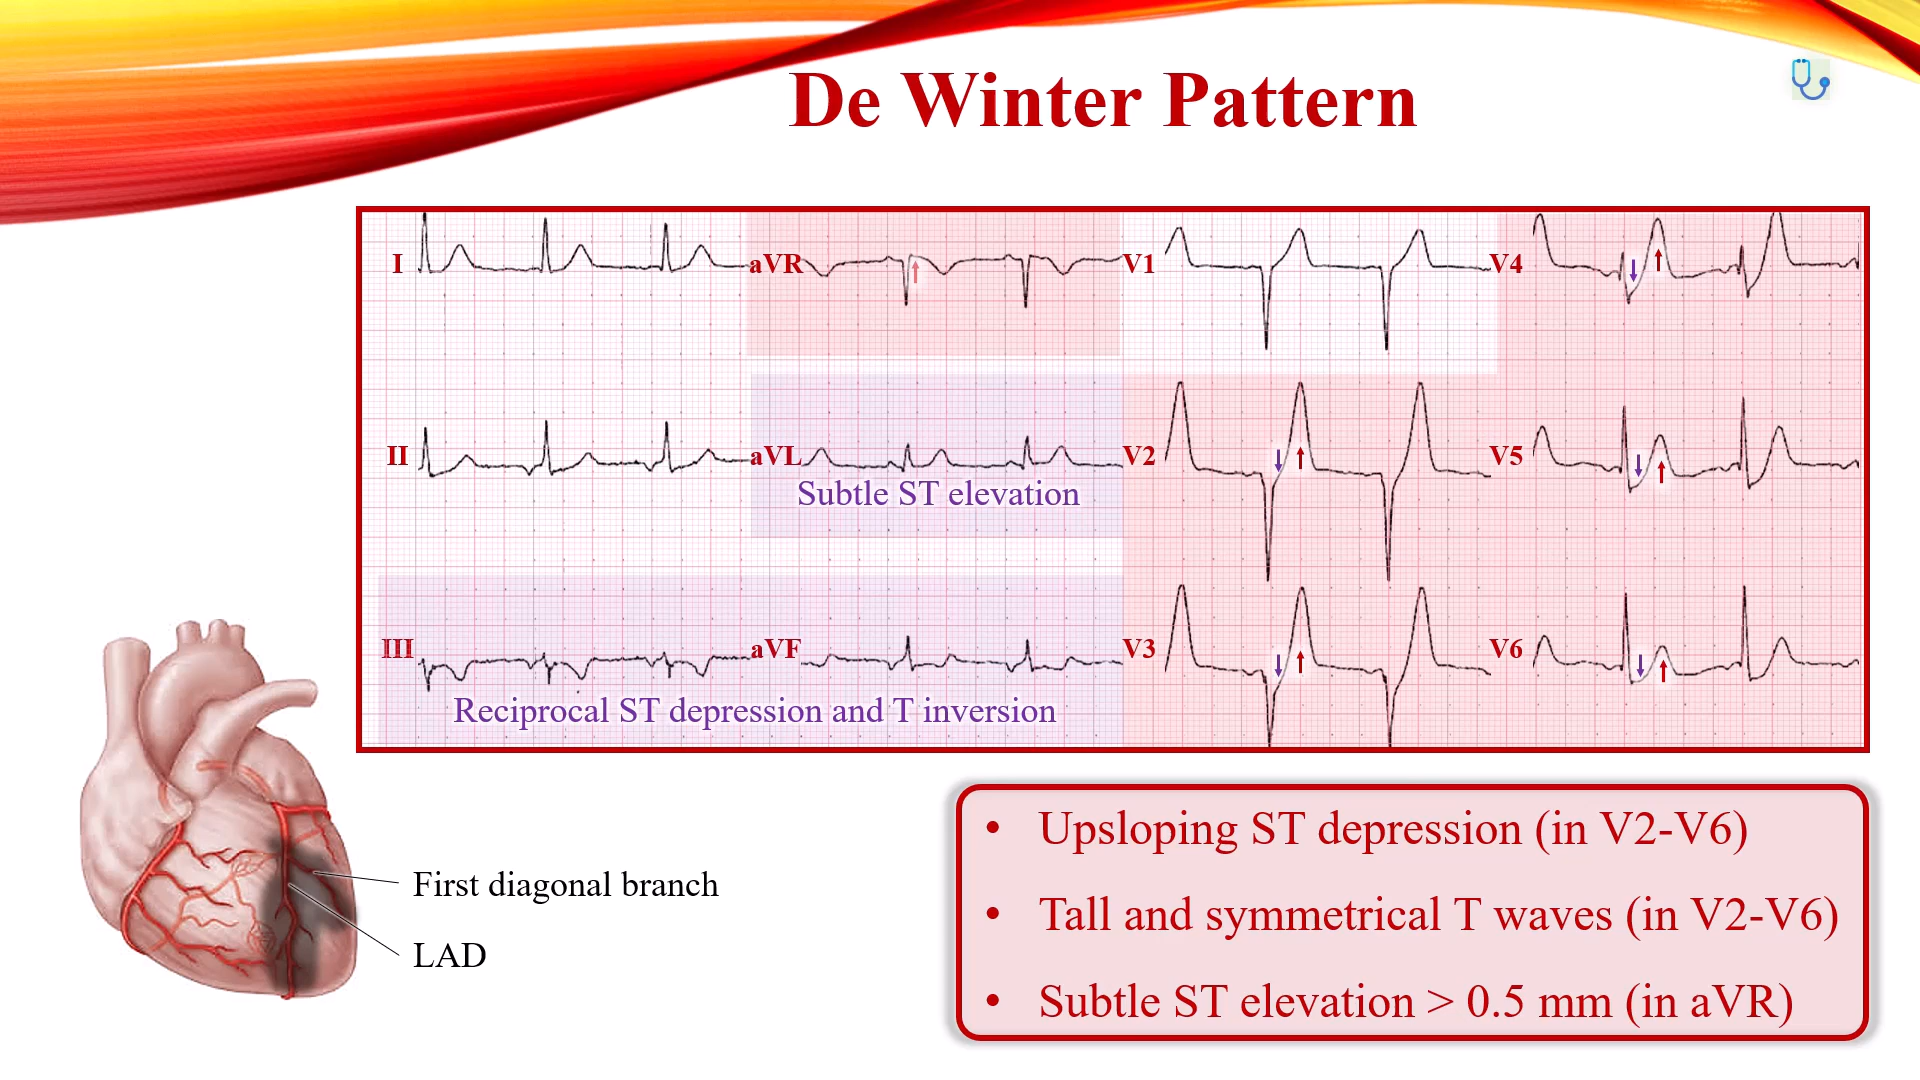 De Winter Pattern
I
aVR
V1
V4
II
aVL
V2
V5
Subtle ST elevation
III
aVF
V3
V6
Reciprocal ST depression and T inversion
First diagonal branch
LAD
• Upsloping ST depression (in V2-V6)
• Tall and symmetrical T waves (in V2-V6)
• Subtle ST elevation > 0.5 mm (in aVR)